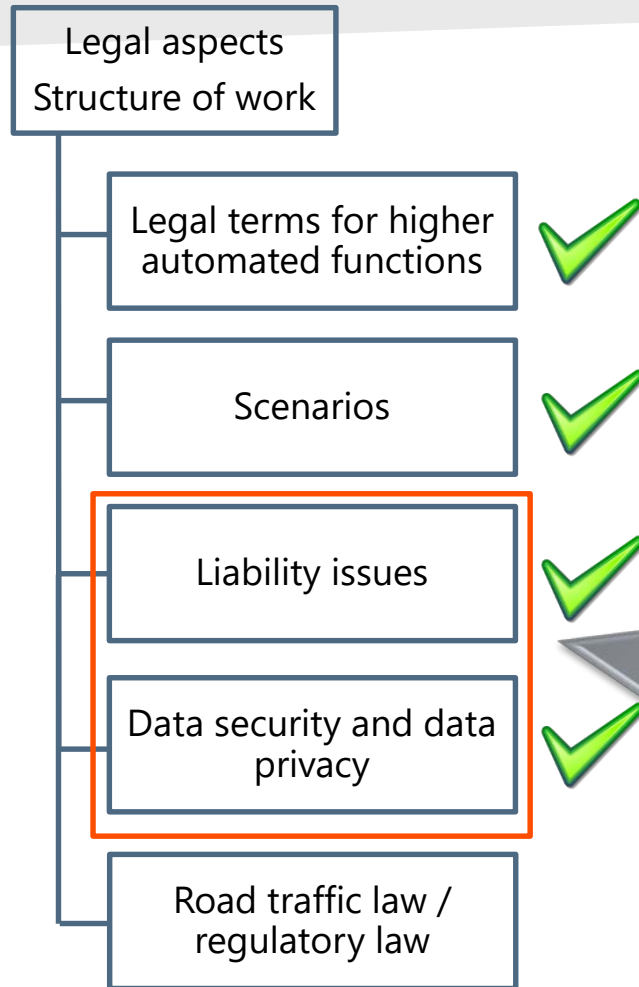 Legal aspects
Structure of work
Legal terms for higher
automated functions
Scenarios
Liability issues
Data security and data
privacy
Road traffic law /
regulatory law